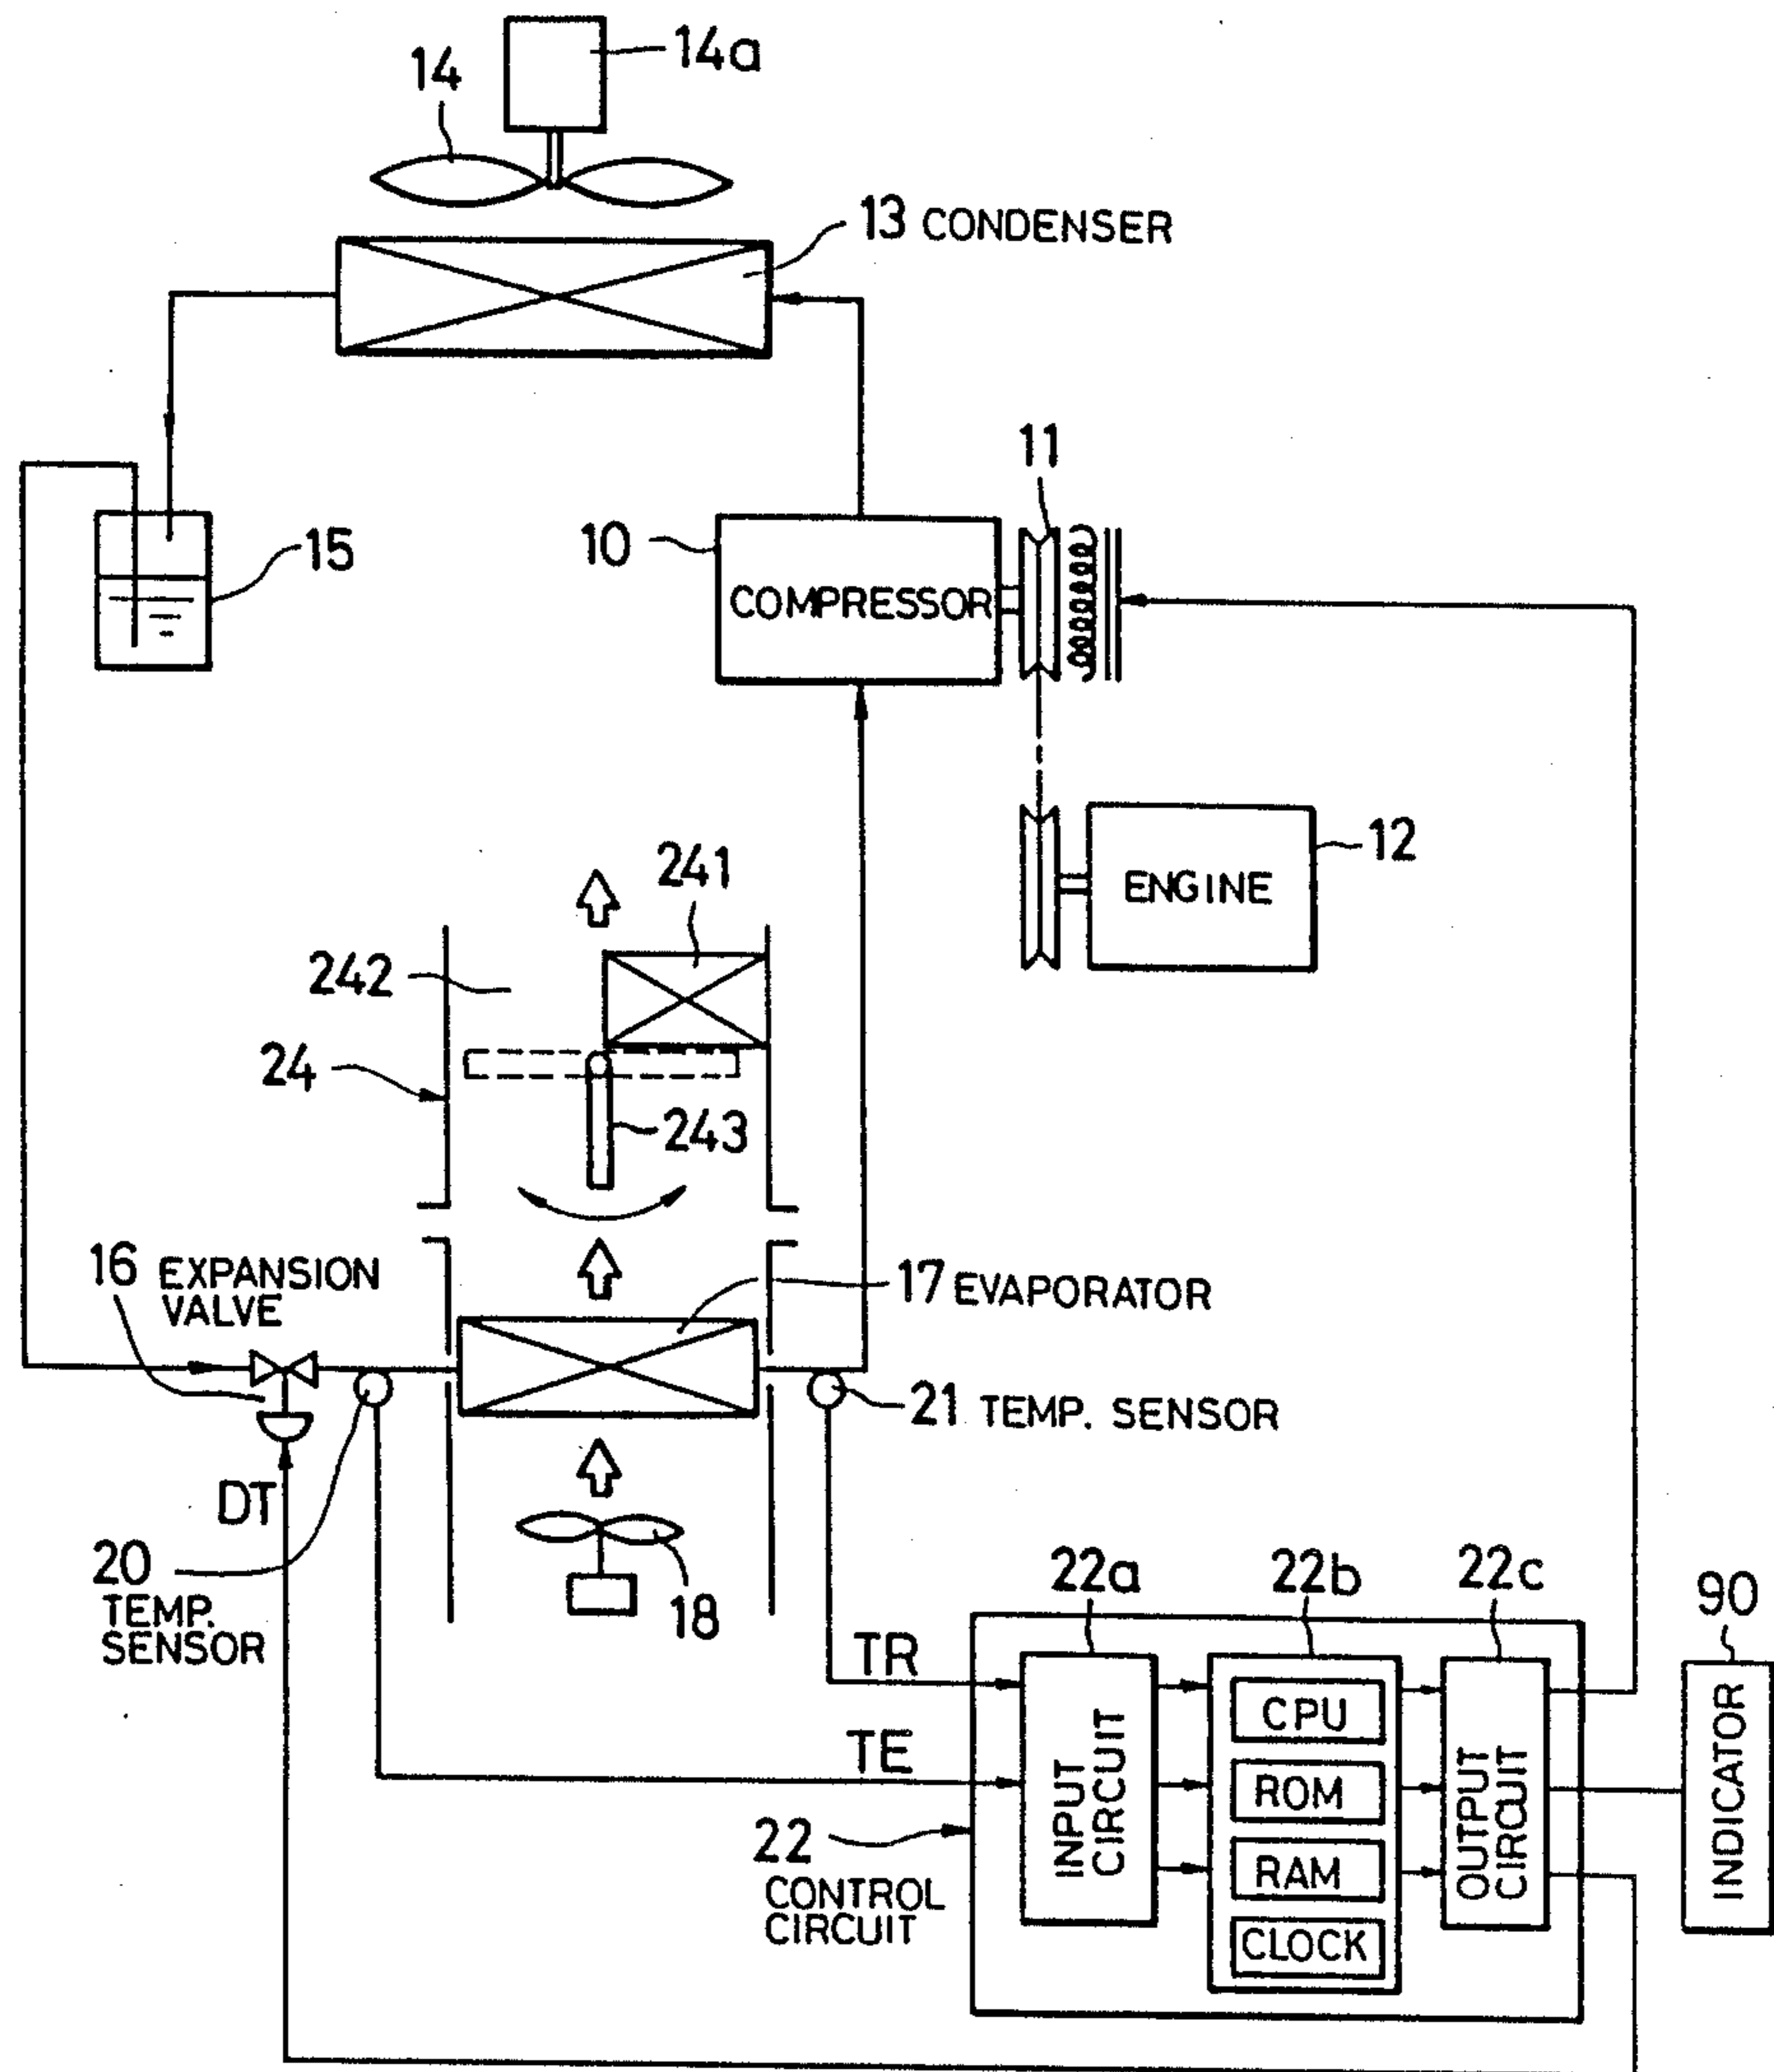 14a
14
13 CONDENSER
11
15
10
COMPRESSOR
12
ENGINE
241
242
24
243
16 EXPANSION
VALVE
17 EVAPORATOR
21 TEMP. SENSOR
DT
20
TEMP.
SENSOR
18
22a
22b
22c
90
TR
TE
INPUT
CIRCUIT
CPU
ROM
RAM
CLOCK
OUTPUT
CIRCUIT
INDICATOR
22
CONTROL
CIRCUIT